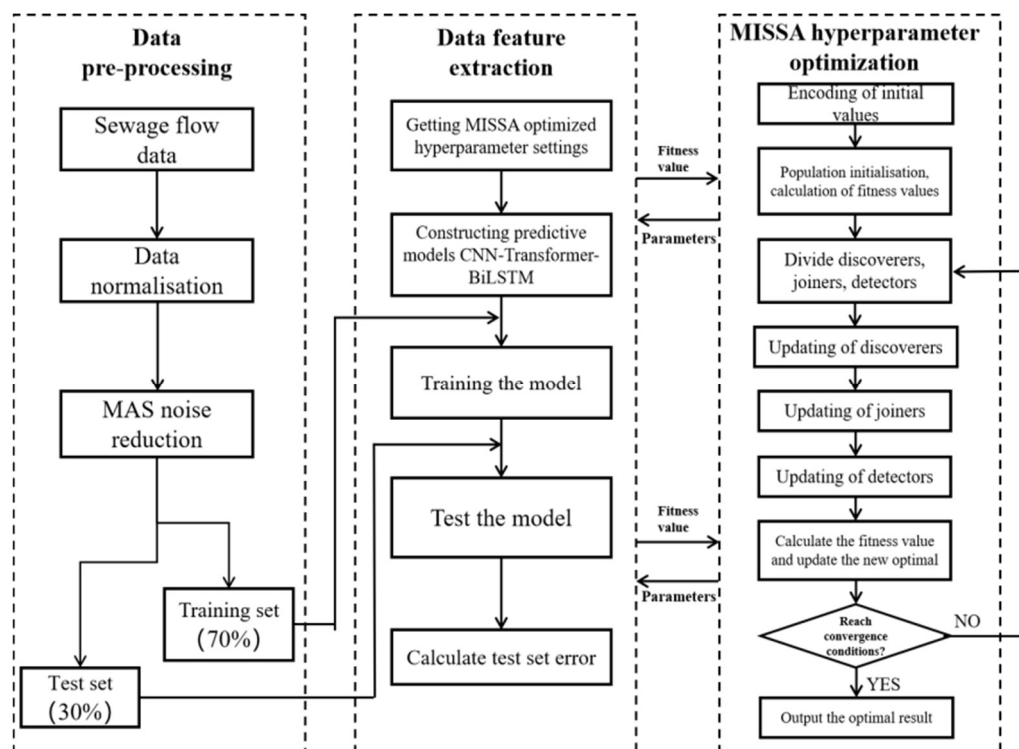 Data
pre-processing
Sewage flow
data
Data
normalisation
MAS noise
reduction
Training set
(70%)
Test set
(30%)
Data feature
extraction
Getting MISSA optimized
hyperparameter settings
Constructing predictive
models CNN-Transformer-
BiLSTM
Training the model
Test the model
Calculate test set error
Fitness
value
Parameters
Fitness
value
Parameters
MISSA hyperparameter
optimization
Encoding of initial
values
Population initialisation,
calculation of fitness values
Divide discoverers,
joiners, detectors
Updating of discoverers
Updating of joiners
Updating of detectors
Calculate the fitness value
and update the new optimal
Reach
convergence
conditions?
NO
YES
Output the optimal result